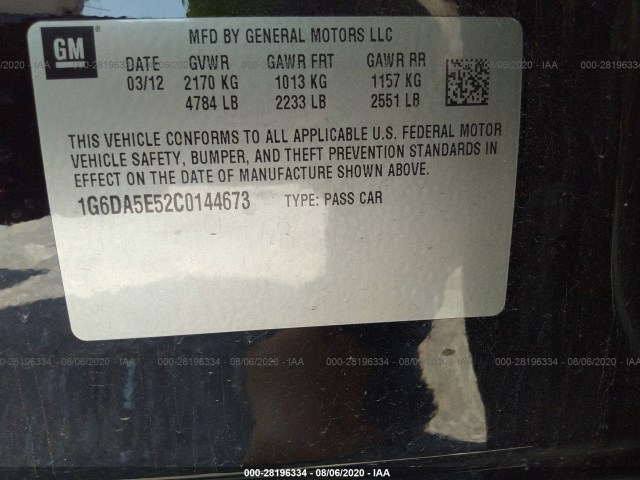 GM
®
MFD BY GENERAL MOTORS LLC
DATE GVWR GAWR FRT GAWR RR
03/12 2170 KG 1013 KG 1157 KG
4784 LB 2233 LB 2551 LB
THIS VEHICLE CONFORMS TO ALL APPLICABLE U.S. FEDERAL MOTOR
VEHICLE SAFETY, BUMPER, AND THEFT PREVENTION STANDARDS IN
EFFECT ON THE DATE OF MANUFACTURE SHOWN ABOVE.
1G6DA5E52C0144673 TYPE: PASS CAR
000-28196334 - 08/06/2020 - IAA